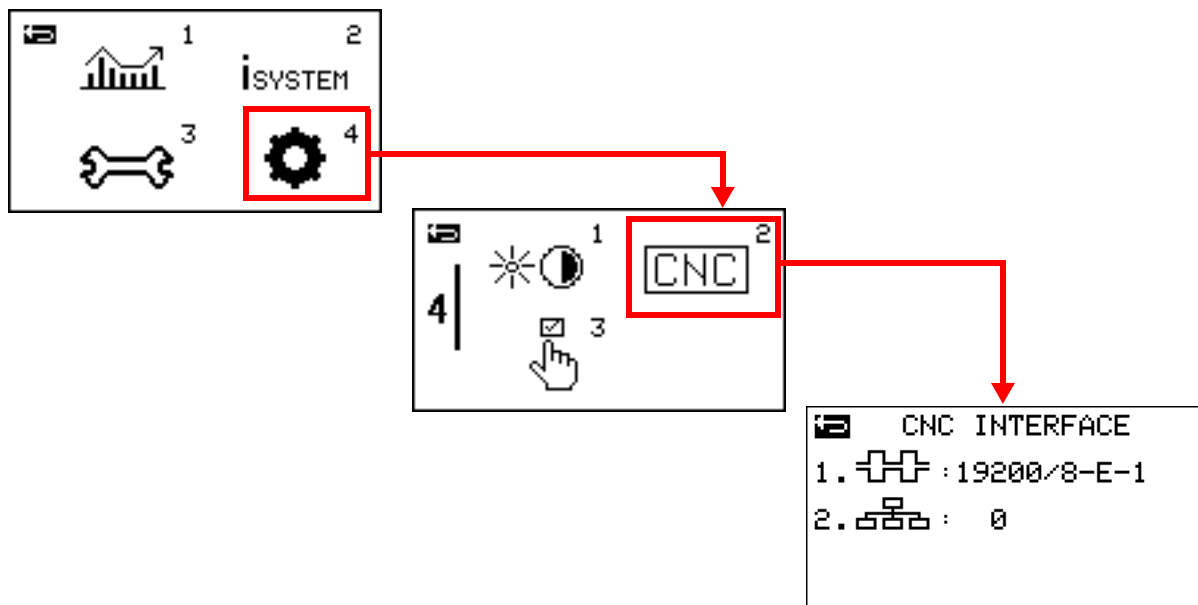 1
2
iSYSTEM
3
4
1
2
CNC
4
3
CNC INTERFACE
1. :19200/8-E-1
2. : 0